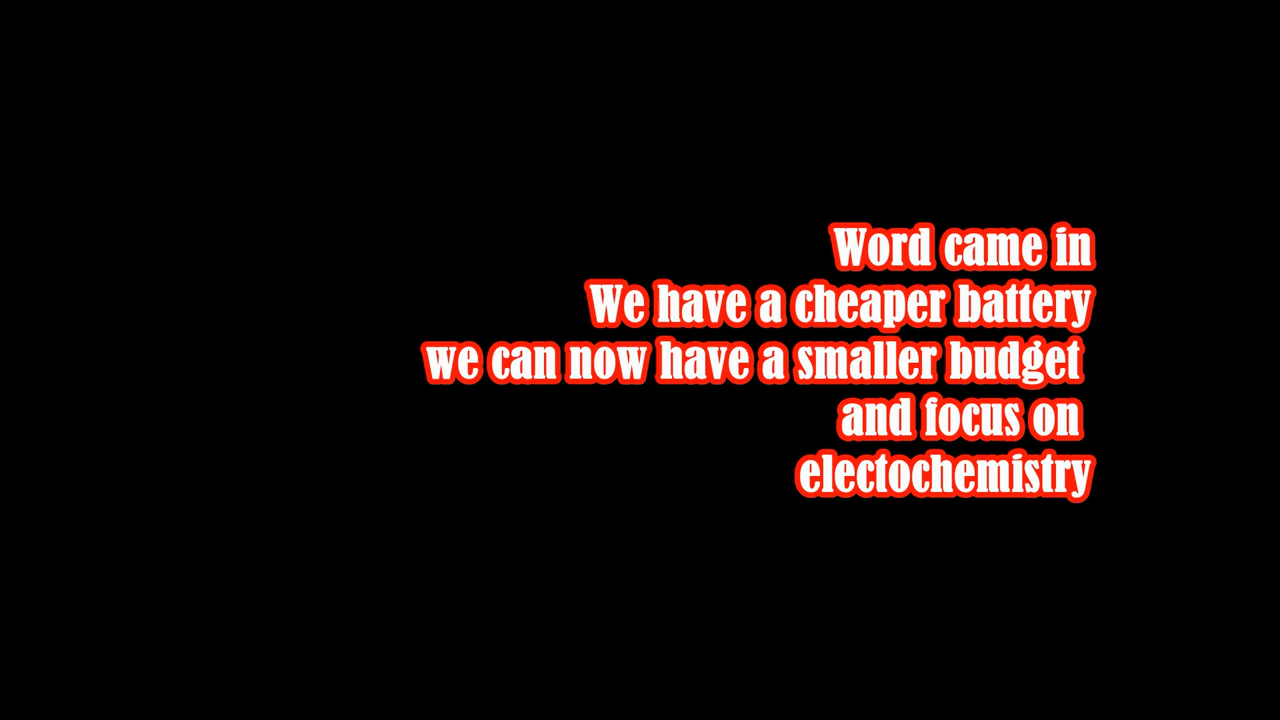 Word came in
We have a cheaper battery
we can now have a smaller budget
and focus on
electochemistry